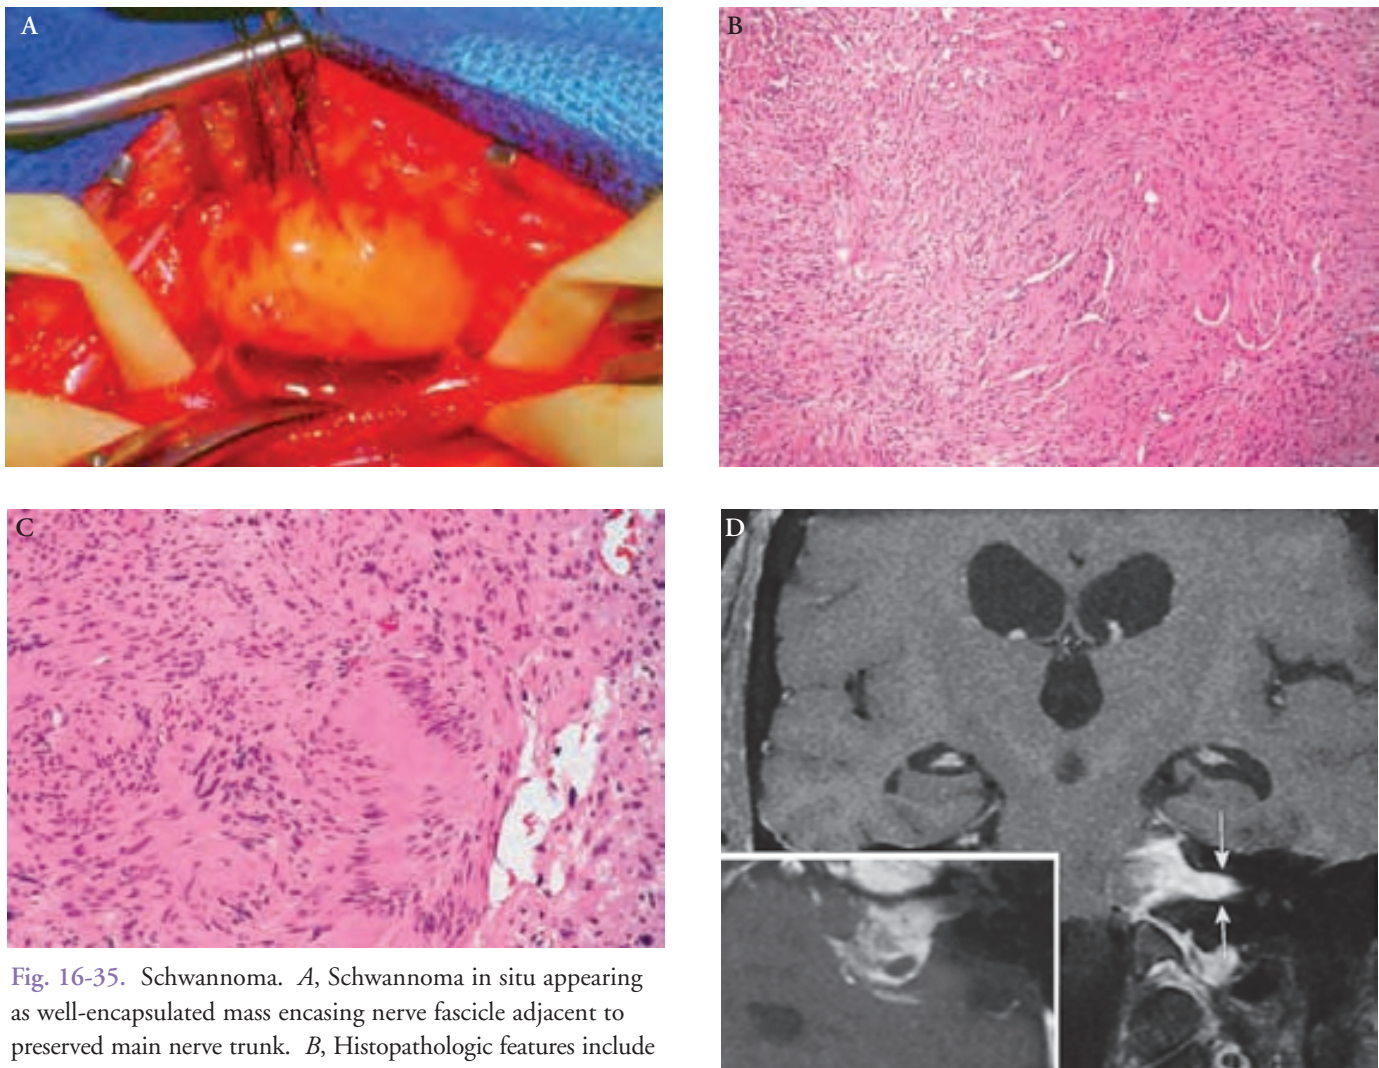 A
B
C
D
Fig. 16-35. Schwannoma. A, Schwannoma in situ appearing
as well-encapsulated mass encasing nerve fascicle adjacent to
preserved main nerve trunk. B, Histopathologic features include